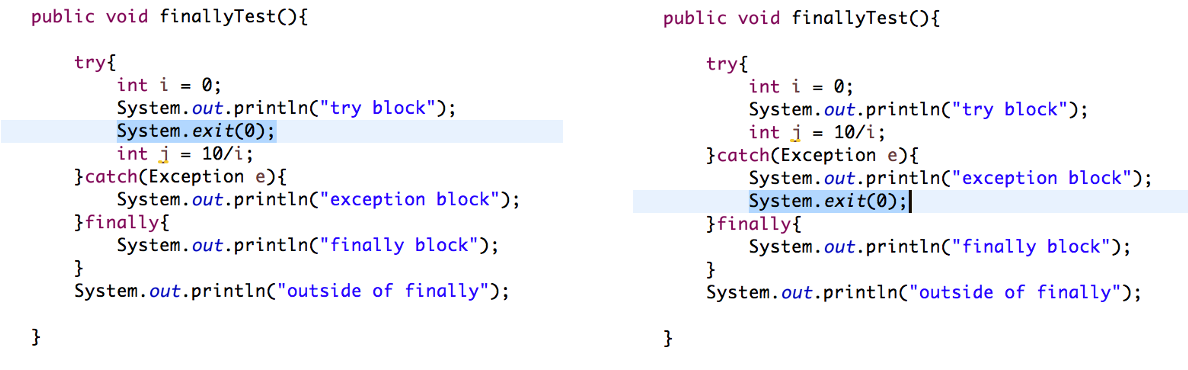 public void finallyTest(){
try{
int i = 0;
System.out.println("try block");
System.exit(0);
int j = 10/i;
}catch(Exception e){
System.out.println("exception block");
}finally{
System.out.println("finally block");
}
System.out.println("outside of finally");
}
public void finallyTest(){
try{
int i = 0;
System.out.println("try block");
int j = 10/i;
}catch(Exception e){
System.out.println("exception block");
System.exit(0);
}finally{
System.out.println("finally block");
}
System.out.println("outside of finally");
}